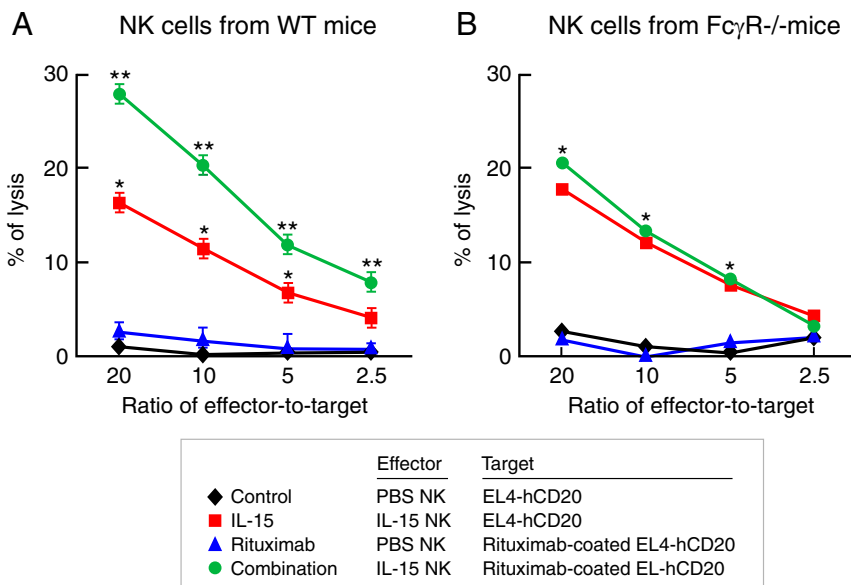 A NK cells from WT mice
30
20
10
0
% of lysis
** ** ** **
* * *
20 10 5 2.5
Ratio of effector-to-target
B NK cells from FcγR-/-mice
30
20
10
0
% of lysis
* * *
20 10 5 2.5
Ratio of effector-to-target
Effector Target
Control PBS NK EL4-hCD20
IL-15 IL-15 NK EL4-hCD20
Rituximab PBS NK Rituximab-coated EL4-hCD20
Combination IL-15 NK Rituximab-coated EL-hCD20